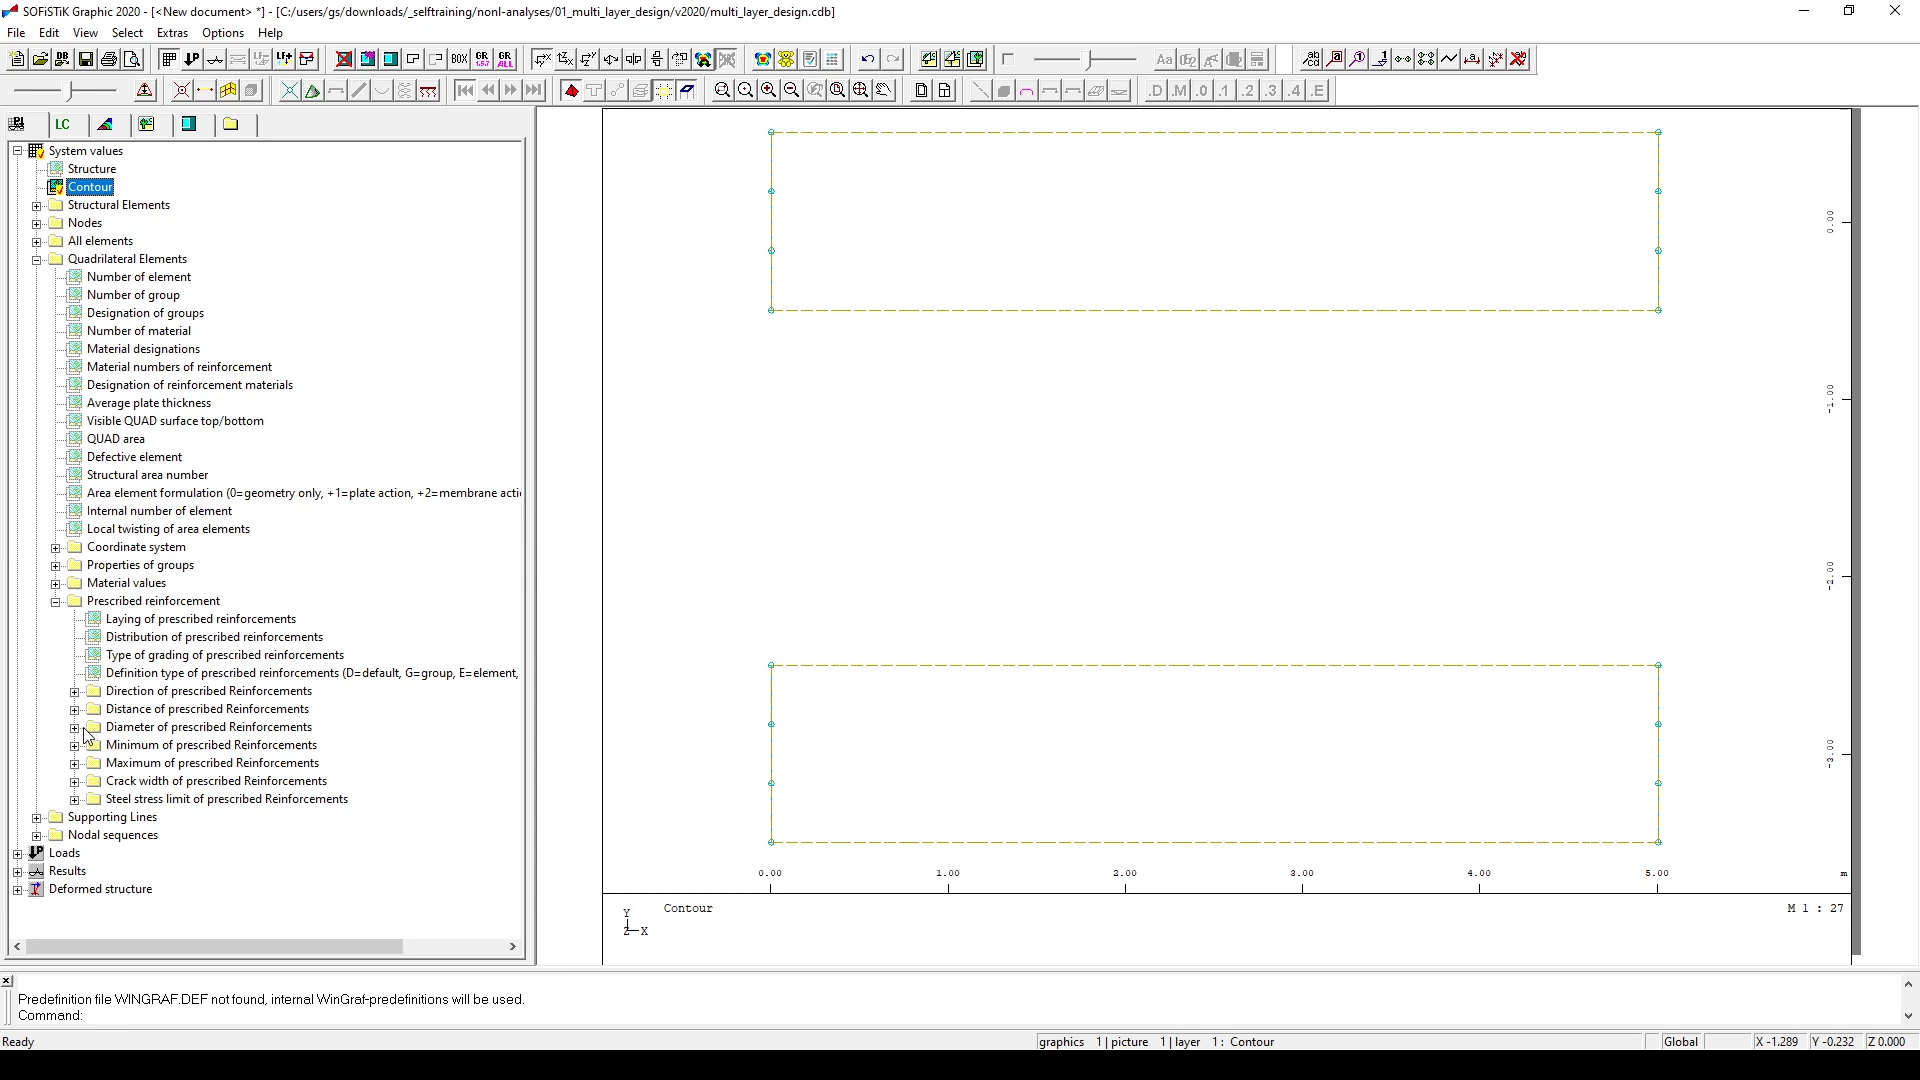 SOFiSTiK Graphic 2020 - [<New document> *] - [C:/users/gs/downloads/_selftraining/nonl-analyses/01_multi_layer_design/v2020/multi_layer_design.cdb]
File Edit View Select Extras Options Help
BOX
GR ALL
.D .M .0 .1 .2 .3 .4 .E
LC
System values
Structure
Contour
Structural Elements
Nodes
All elements
Quadrilateral Elements
Number of element
Number of group
Designation of groups
Number of material
Material designations
Material numbers of reinforcement
Designation of reinforcement materials
Average plate thickness
Visible QUAD surface top/bottom
QUAD area
Defective element
Structural area number
Area element formulation (0=geometry only, +1=plate action, +2=membrane acti
Internal number of element
Local twisting of area elements
Coordinate system
Properties of groups
Material values
Prescribed reinforcement
Laying of prescribed reinforcements
Distribution of prescribed reinforcements
Type of grading of prescribed reinforcements
Definition type of prescribed reinforcements (D=default, G=group, E=element,
Direction of prescribed Reinforcements
Distance of prescribed Reinforcements
Diameter of prescribed Reinforcements
Minimum of prescribed Reinforcements
Maximum of prescribed Reinforcements
Crack width of prescribed Reinforcements
Steel stress limit of prescribed Reinforcements
Supporting Lines
Nodal sequences
Loads
Results
Deformed structure
0.00
-1.00
-2.00
-3.00
0.00 1.00 2.00 3.00 4.00 5.00 m
Y
Z X
Contour
M 1 : 27
Predefinition file WINGRAF.DEF not found, internal WinGraf-predefinitions will be used.
Command:
Ready
graphics 1 | picture 1 | layer 1 : Contour
Global
X -1.289 Y -0.232 Z 0.000